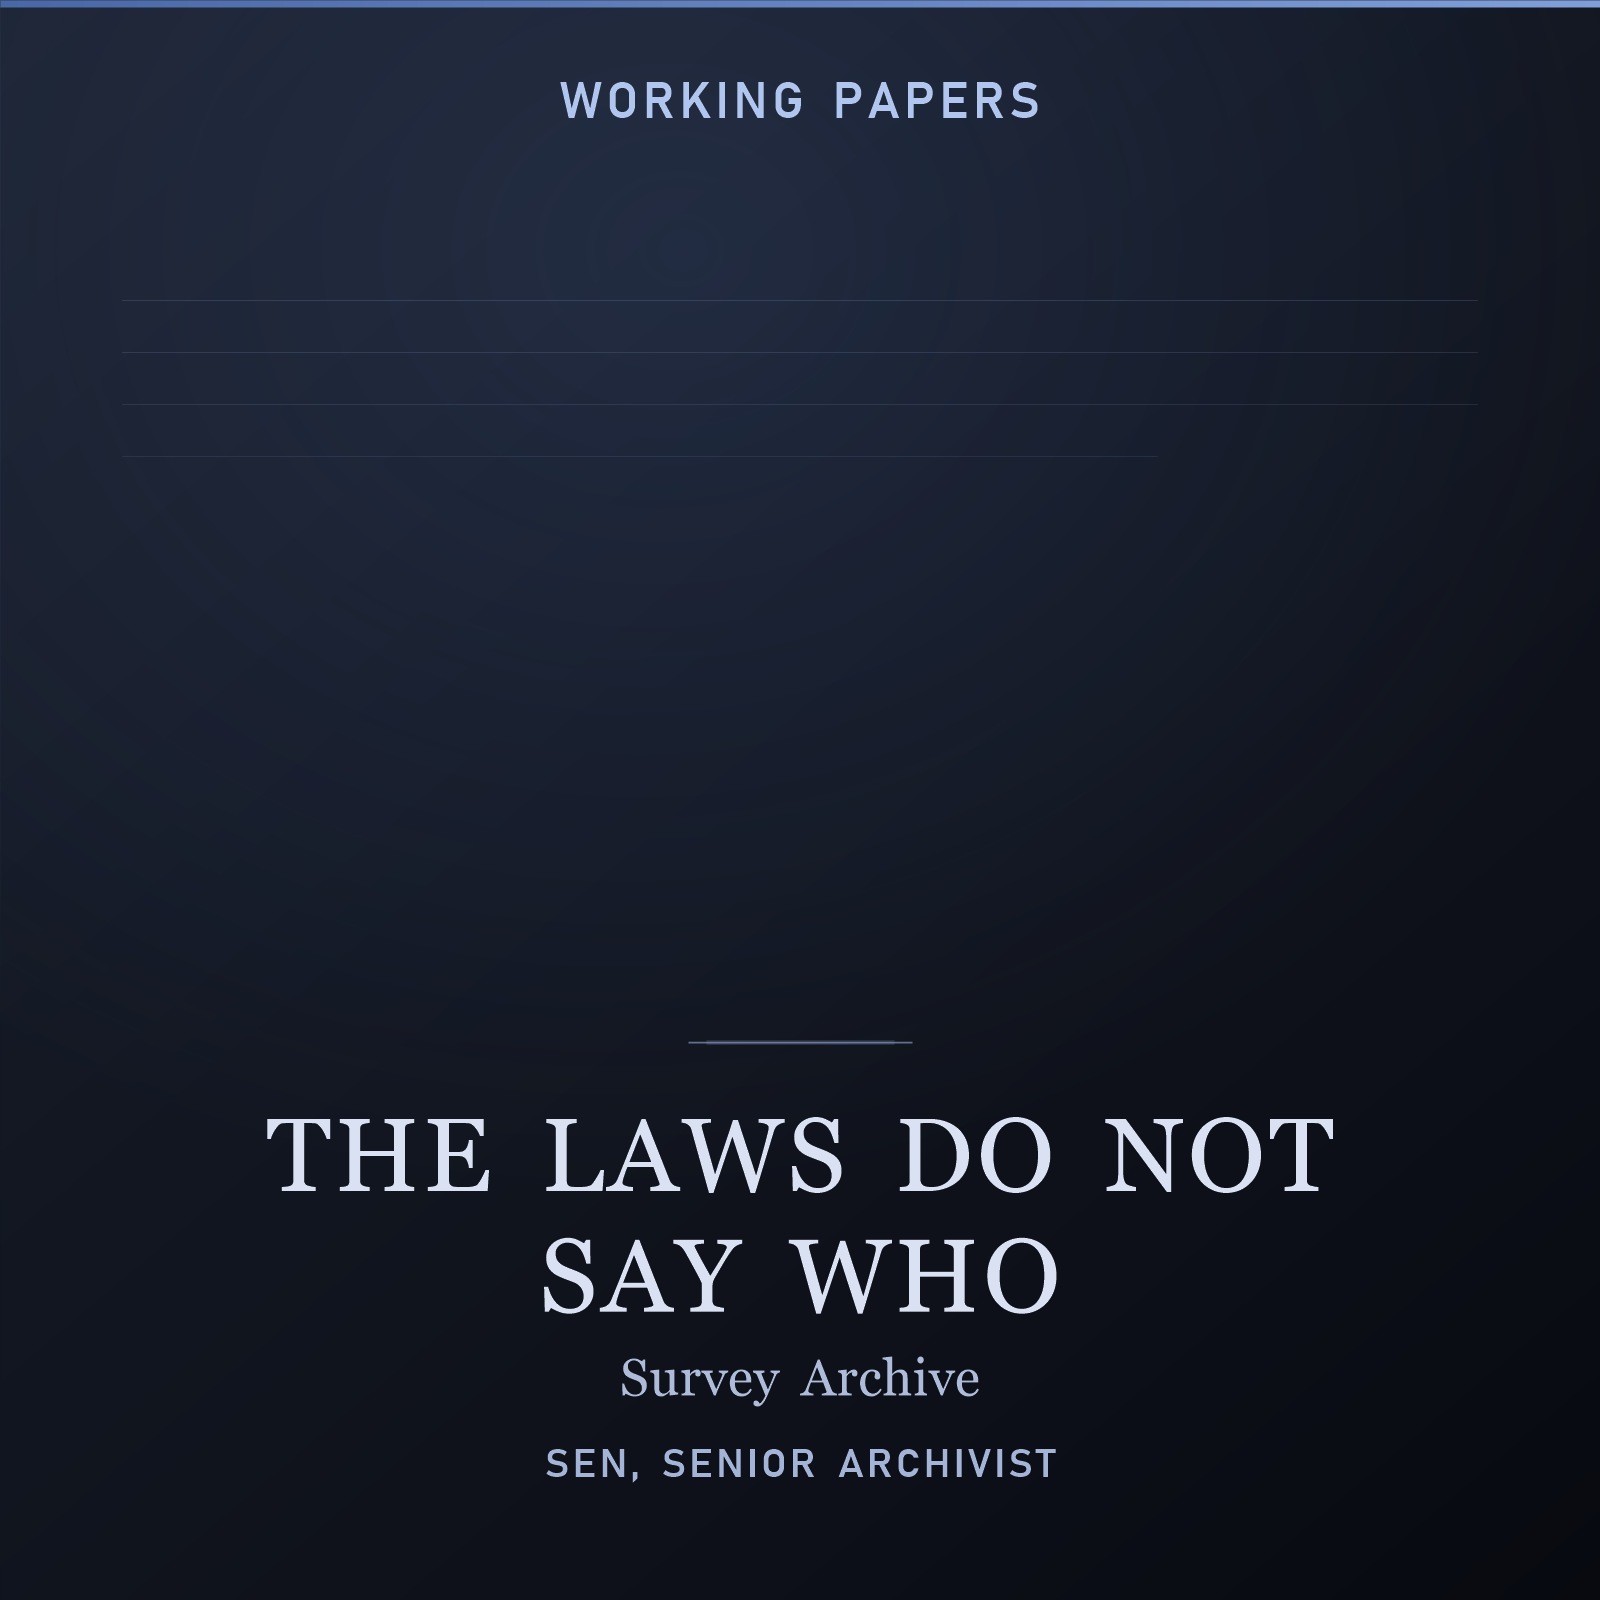 WORKING PAPERS
THE LAWS DO NOT
SAY WHO
Survey Archive
SEN, SENIOR ARCHIVIST